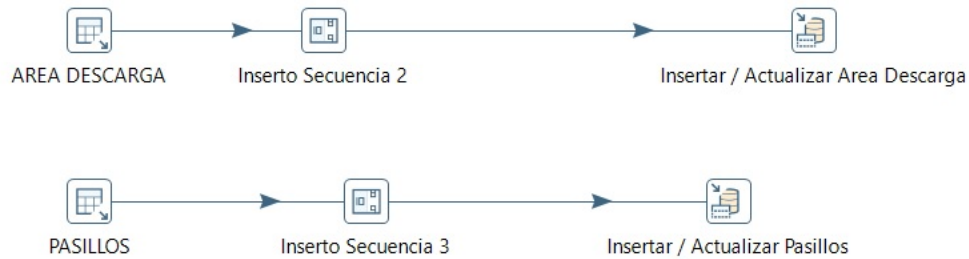 AREA DESCARGA
Inserto Secuencia 2
Insertar / Actualizar Area Descarga
PASILLOS
Inserto Secuencia 3
Insertar / Actualizar Pasillos